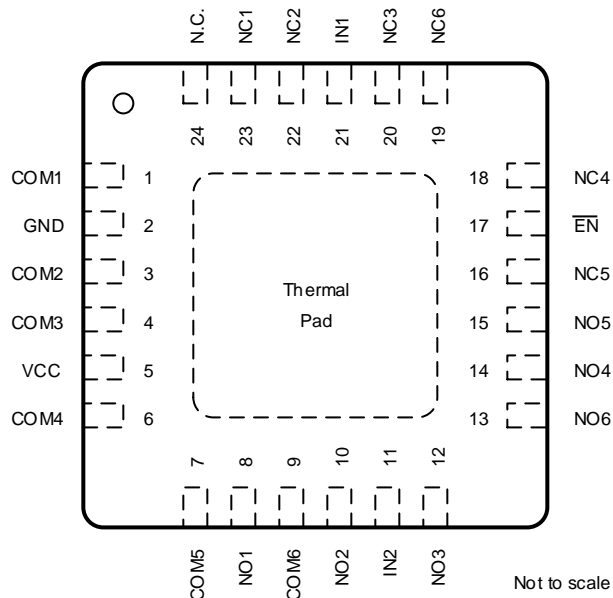 N.C. NC1 NC2 IN1 NC3 NC6
24 23 22 21 20 19
COM1 1 18 NC4
GND 2 17 EN
COM2 3 16 NC5
Thermal
COM3 4 15 NO5
Pad
VCC 5 14 NO4
COM4 6 13 NO6
7 8 9 10 11 12
COM5 NO1 COM6 NO2 IN2 NO3
Not to scale